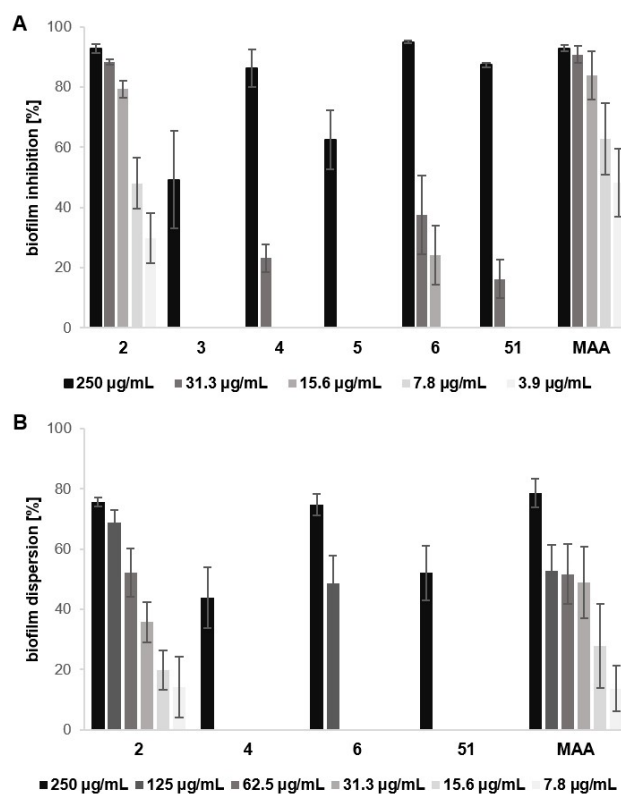 A
biofilm inhibition [%]
100
80
60
40
20
0
2 3 4 5 6 51 MAA
250 µg/mL 31.3 µg/mL 15.6 µg/mL 7.8 µg/mL 3.9 µg/mL
B
biofilm dispersion [%]
100
80
60
40
20
0
2 4 6 51 MAA
250 µg/mL 125 µg/mL 62.5 µg/mL 31.3 µg/mL 15.6 µg/mL 7.8 µg/mL